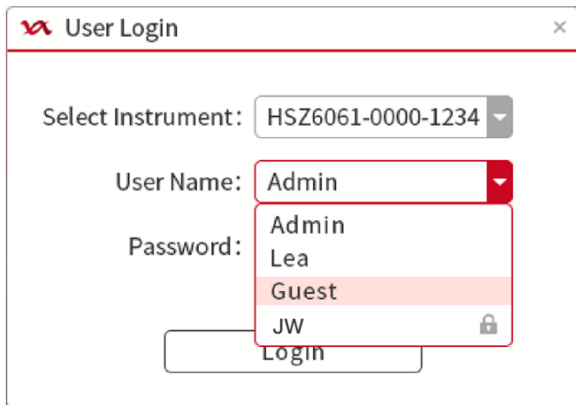 User Login
Select Instrument: HSZ6061-0000-1234
User Name: Admin
Admin
Password:
Lea
Guest
JW
Login